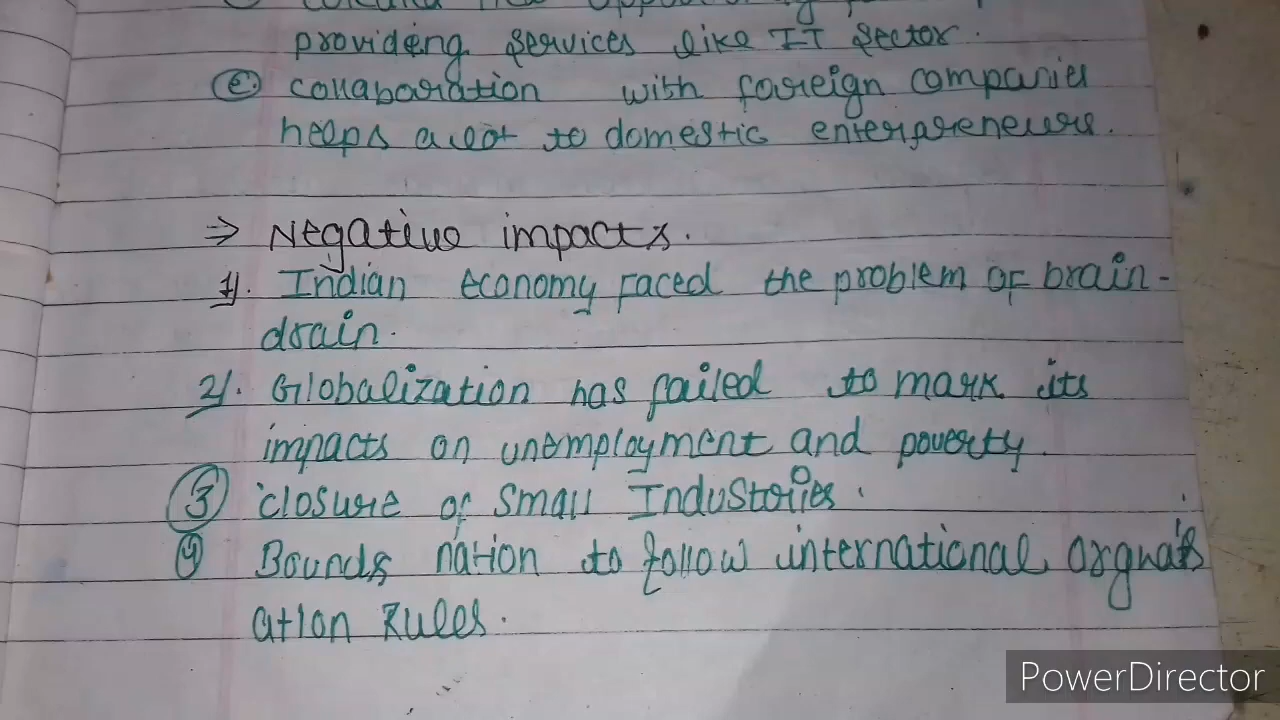 providing services like IT sector.
(e) collaboration with foreign companies
helps a lot to domestic enterpreneurs.
⇒ Negative impacts.
1). Indian economy faced the problem of brain-
drain.
2). Globalization has failed to mark its
impacts on unemployment and poverty.
(3) closure of small Industories.
(4) Bounds nation to follow international orgnais
ation Rules.
PowerDirector